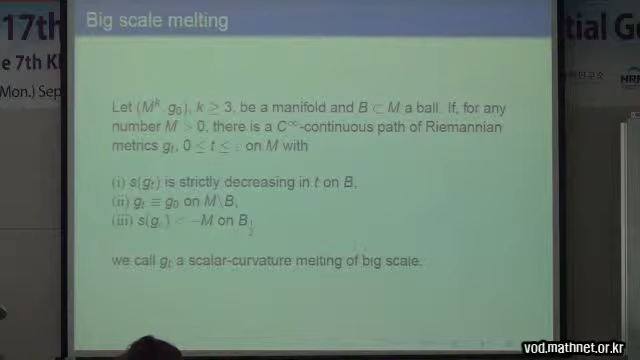 17th
Big scale melting
tial Ge
e 7th K
Mon.) Sep
Let (M^k, g_0), k ≥ 3, be a manifold and B ⊂ M a ball. If, for any
number M > 0, there is a C^∞-continuous path of Riemannian
metrics g_t, 0 ≤ t ≤ on M with
(i) s(g_t) is strictly decreasing in t on B,
(ii) g_t ≡ g_0 on M\B,
(iii) s(g) < −M on B
we call g_t a scalar-curvature melting of big scale.
vod.mathnet.or.kr